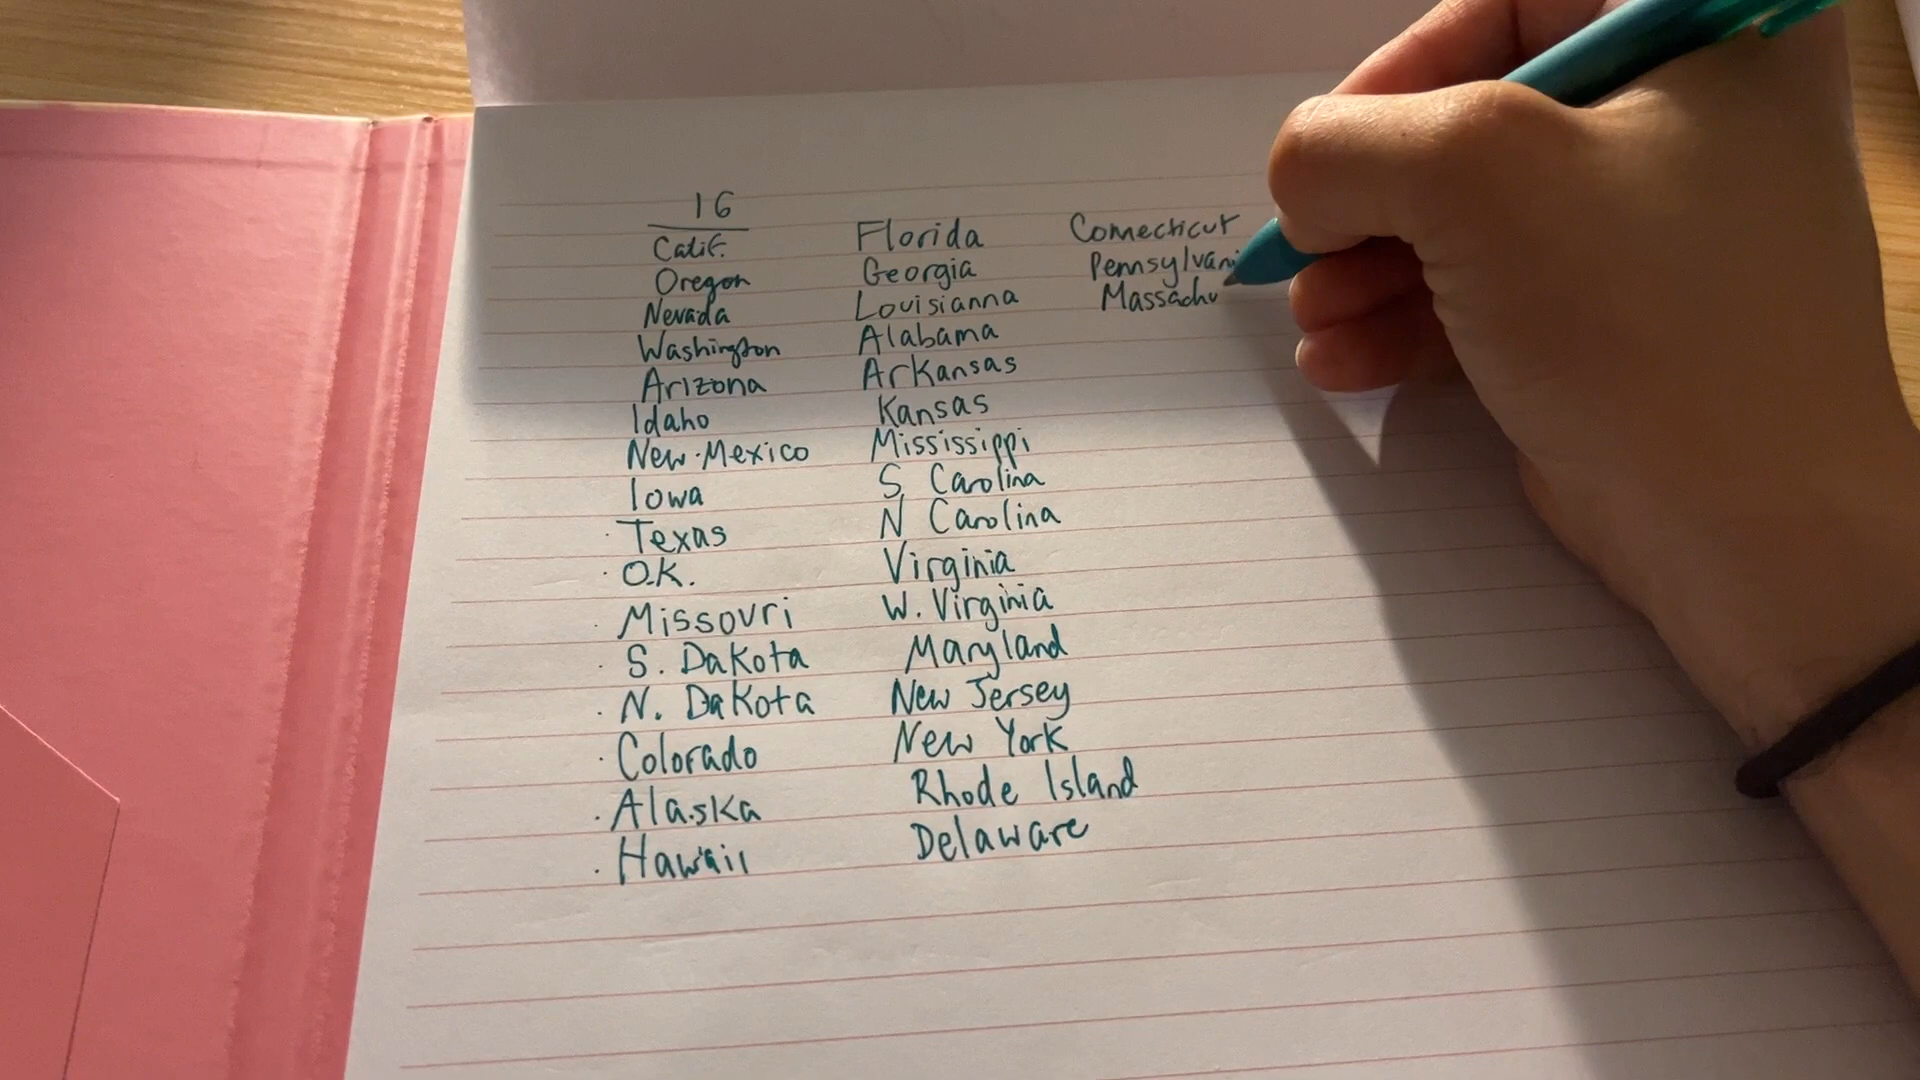 16
Calif.
Oregon
Nevada
Washington
Arizona
Idaho
New Mexico
Iowa
Texas
O.K.
Missouri
S. Dakota
N. Dakota
Colorado
Alaska
Hawaii
Florida
Georgia
Louisianna
Alabama
Arkansas
Kansas
Mississippi
S. Carolina
N Carolina
Virginia
W. Virginia
Maryland
New Jersey
New York
Rhode Island
Delaware
Connecticut
Pennsylvani
Massachu